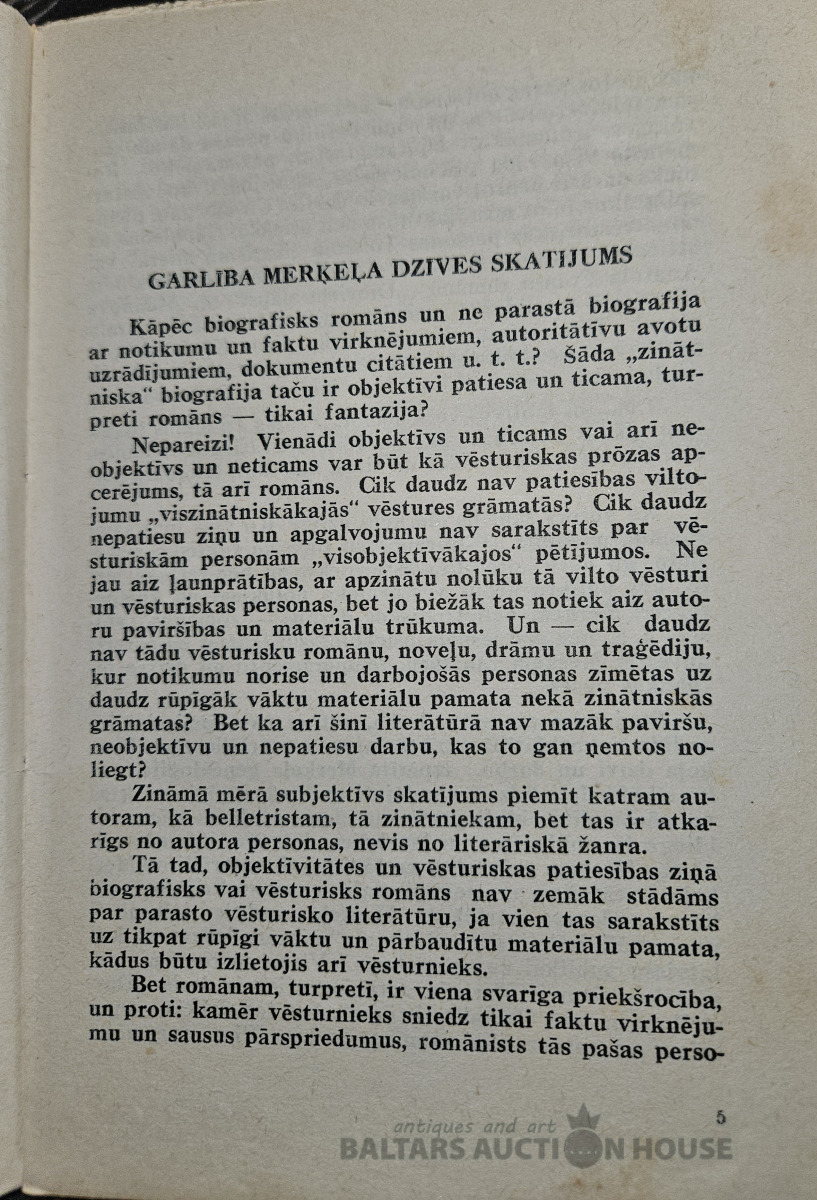 GARLĪBA MERĶEĻA DZĪVES SKATĪJUMS
Kāpēc biografisks romāns un ne parastā biografija
ar notikumu un faktu virknējumiem, autoritātīvu avotu
uzrādījumiem, dokumentu citātiem u. t. t.? Šāda „zināt-
niska“ biografija taču ir objektīvi patiesa un ticama, tur-
preti romāns — tikai fantazija?
Nepareizi! Vienādi objektīvs un ticams vai arī ne-
objektīvs un neticams var būt kā vēsturiskas prōzas ap-
cerējums, tā arī romāns. Cik daudz nav patiesības vilto-
jumu „viszinātniskākajās“ vēstures grāmatās? Cik daudz
nepatiesu ziņu un apgalvojumu nav sarakstīts par vē-
sturiskām personām „visobjektīvākajos“ pētījumos. Ne
jau aiz ļaunprātības, ar apzinātu nolūku tā vilto vēsturi
un vēsturiskas personas, bet jo biežāk tas notiek aiz auto-
ru paviršības un materiālu trūkuma. Un — cik daudz
nav tādu vēsturisku romānu, noveļu, drāmu un traģēdiju,
kur notikumu norise un darbojošās personas zīmētas uz
daudz rūpīgāk vāktu materiālu pamata nekā zinātniskās
grāmatas? Bet ka arī šinī literātūrā nav mazāk paviršu,
neobjektīvu un nepatiesu darbu, kas to gan ņemtos no-
liegt?
Zināmā mērā subjektīvs skatījums piemīt katram au-
toram, kā belletristam, tā zinātniekam, bet tas ir atka-
rīgs no autora personas, nevis no literāriskā žanra.
Tā tad, objektīvitātes un vēsturiskas patiesības ziņā
biografisks vai vēsturisks romāns nav zemāk stādāms
par parasto vēsturisko literātūru, ja vien tas sarakstīts
uz tikpat rūpīgi vāktu un pārbaudītu materiālu pamata,
kādus būtu izlietojis arī vēsturnieks.
Bet romānam, turpretī, ir viena svarīga priekšrocība,
un proti: kamēr vēsturnieks sniedz tikai faktu virknēju-
mu un sausus pārspriedumus, romānists tās pašas perso-
5
antiques and art
BALTARS AUCTION HOUSE